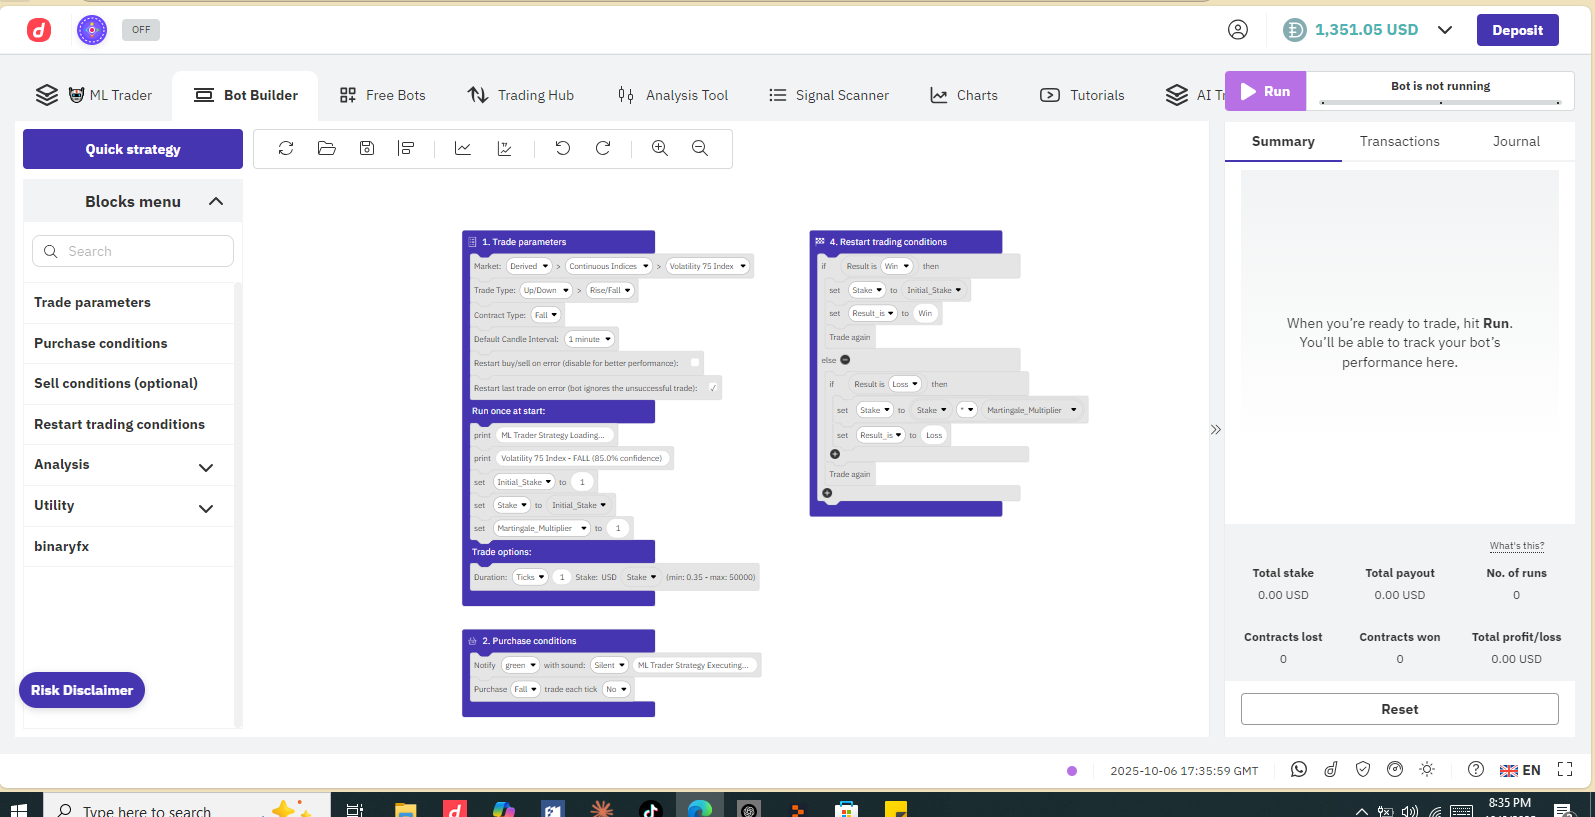 OFF
1,351.05 USD
Deposit
ML Trader
Bot Builder
Free Bots
Trading Hub
Analysis Tool
Signal Scanner
Charts
Tutorials
Run
Bot is not running
Quick strategy
Blocks menu
Search
Trade parameters
Purchase conditions
Sell conditions (optional)
Restart trading conditions
Analysis
Utility
binaryfx
Risk Disclaimer
1. Trade parameters
Market: Derived > Continuous Indices > Volatility 75 Index
Trade Type: Up/Down > Rise/Fall
Contract Type: Fall
Default Candle Interval: 1 minute
Restart buy/sell on error (disable for better performance):
Restart last trade on error (bot ignores the unsuccessful trade): ✓
Run once at start:
print ML Trader Strategy Loading...
print Volatility 75 Index - FALL (85.0% confidence)
set Initial_Stake to 1
set Stake to Initial_Stake
set Martingale_Multiplier to 1
Trade options:
Duration: Ticks 1 Stake: USD Stake (min: 0.35 - max: 50000)
2. Purchase conditions
Notify green with sound: Silent ML Trader Strategy Executing...
Purchase Fall trade each tick No
4. Restart trading conditions
if Result is Win then
set Stake to Initial_Stake
set Result_is to Win
Trade again
else
if Result is Loss then
set Stake to Stake * Martingale_Multiplier
set Result_is to Loss
Trade again
Summary
Transactions
Journal
When you're ready to trade, hit Run.
You'll be able to track your bot's
performance here.
What's this?
Total stake
0.00 USD
Total payout
0.00 USD
No. of runs
0
Contracts lost
0
Contracts won
0
Total profit/loss
0.00 USD
Reset
2025-10-06 17:35:59 GMT
EN
Type here to search
8:35 PM